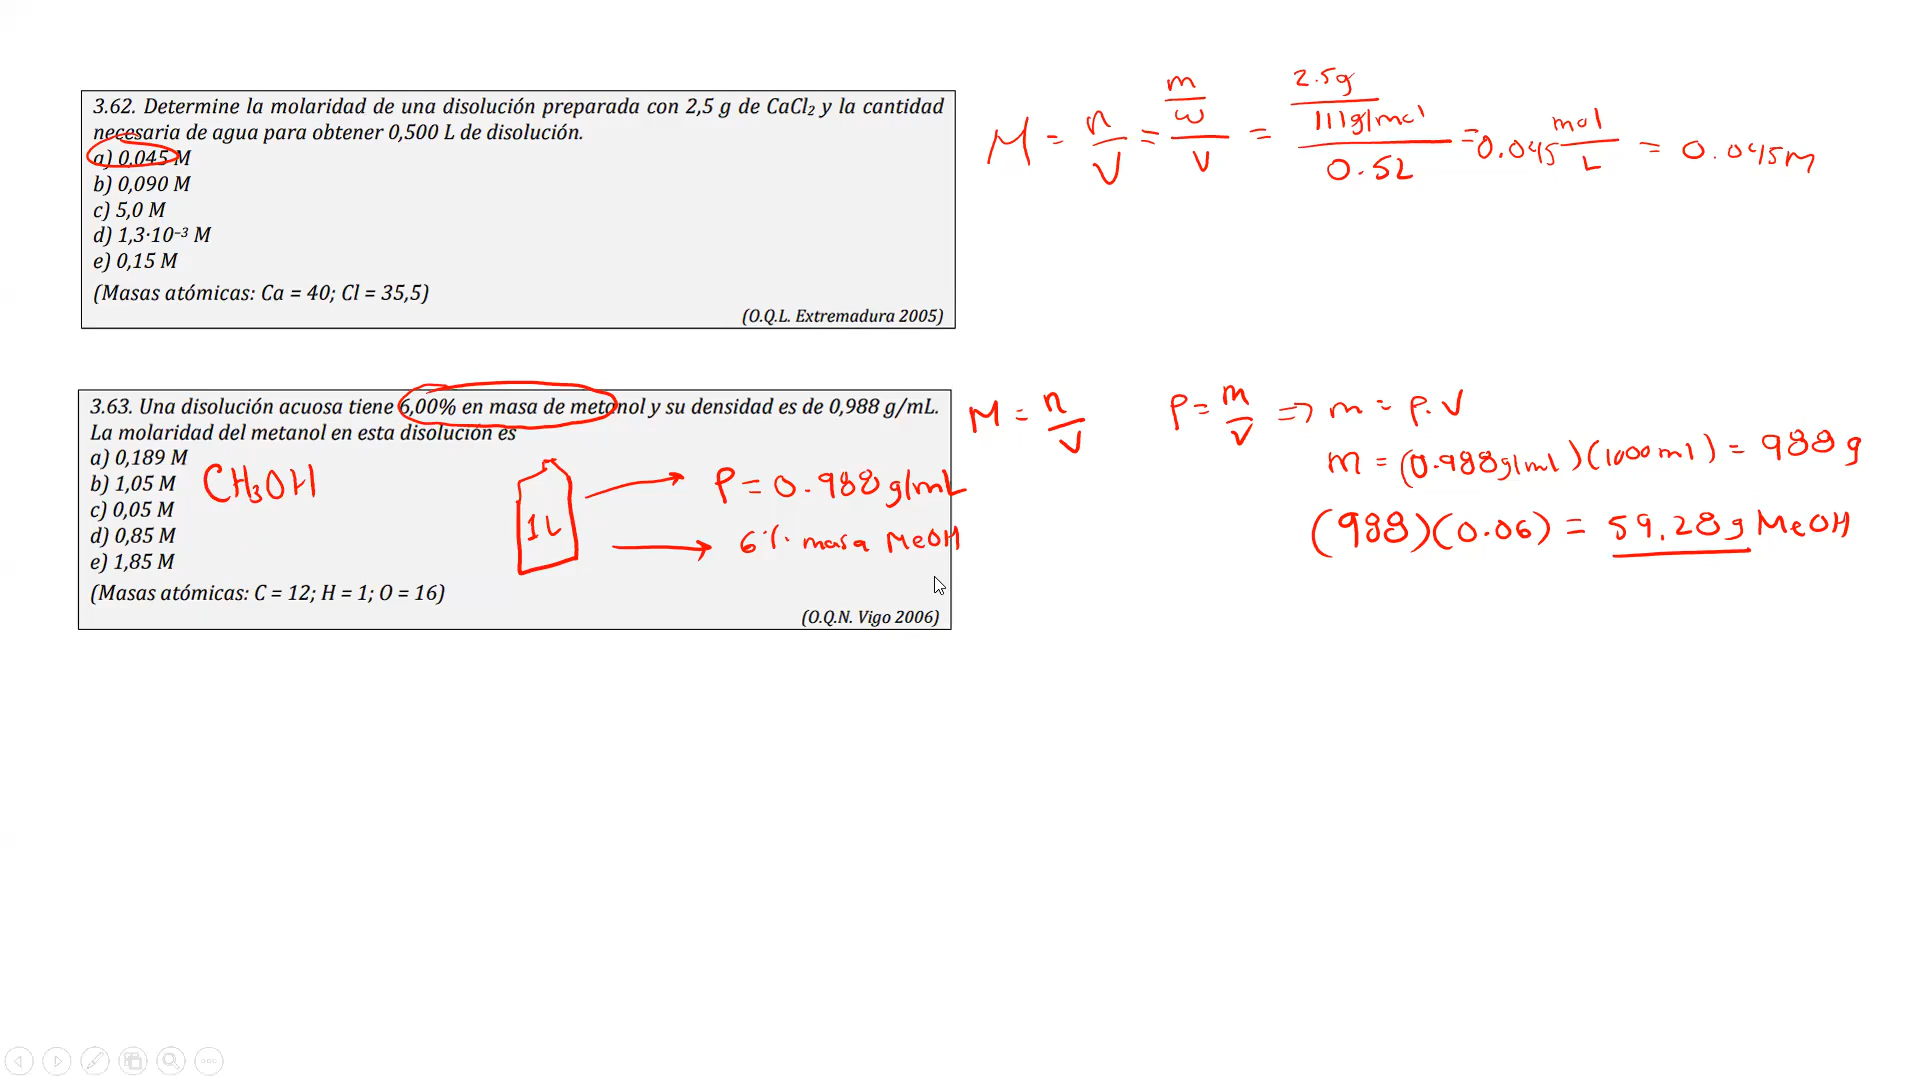 3.62. Determine la molaridad de una disolución preparada con 2,5 g de CaCl₂ y la cantidad
necesaria de agua para obtener 0,500 L de disolución.
a) 0,045 M
b) 0,090 M
c) 5,0 M
d) 1,3·10⁻³ M
e) 0,15 M
(Masas atómicas: Ca = 40; Cl = 35,5)
(O.Q.L. Extremadura 2005)
M = n/V = (m/ω)/V = (2.5g / 111g/mol)/0.5L = 0.045 mol/L = 0.045M
3.63. Una disolución acuosa tiene 6,00% en masa de metanol y su densidad es de 0,988 g/mL.
La molaridad del metanol en esta disolución es
a) 0,189 M
b) 1,05 M
c) 0,05 M
d) 0,85 M
e) 1,85 M
(Masas atómicas: C = 12; H = 1; O = 16)
(O.Q.N. Vigo 2006)
CH₃OH
1L
ρ = 0.988 g/mL
6% masa MeOH
M = n/V
ρ = m/V => m = ρ.V
m = (0.988g/ml)(1000ml) = 988g
(988)(0.06) = 59.28g MeOH